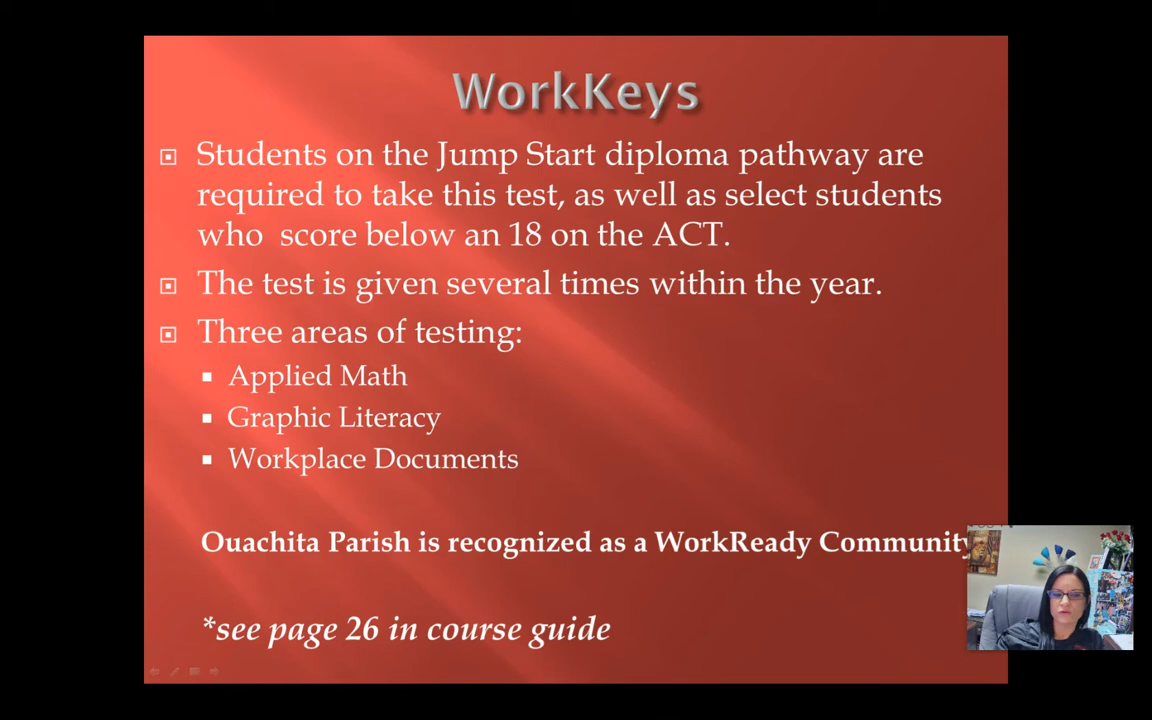 WorkKeys
Students on the Jump Start diploma pathway are
required to take this test, as well as select students
who score below an 18 on the ACT.
The test is given several times within the year.
Three areas of testing:
Applied Math
Graphic Literacy
Workplace Documents
Ouachita Parish is recognized as a WorkReady Community
*see page 26 in course guide